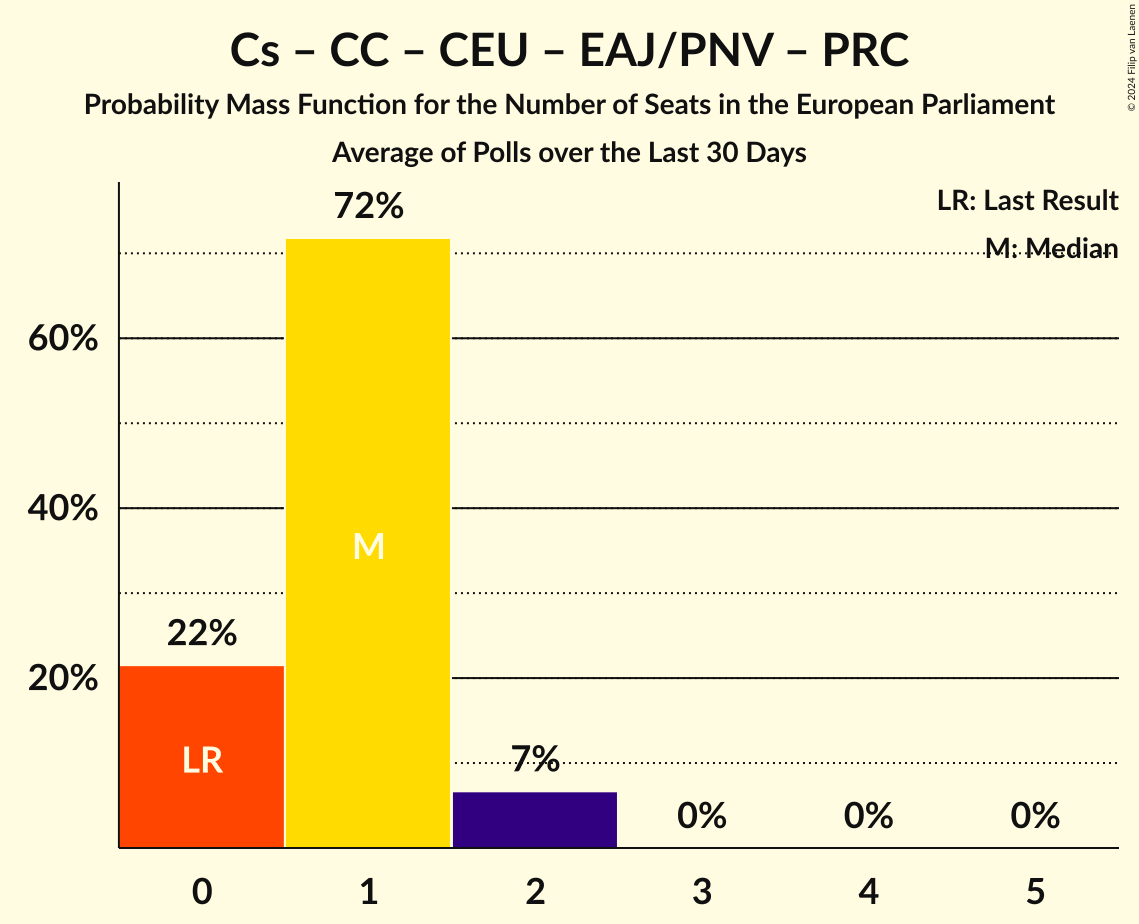 Cs – CC – CEU – EAJ/PNV – PRC
Probability Mass Function for the Number of Seats in the European Parliament
Average of Polls over the Last 30 Days
© 2024 Filip van Laenen
LR: Last Result
M: Median
72%
60%
40%
20%
22%
7%
0%
0%
0%
M
LR
0
1
2
3
4
5